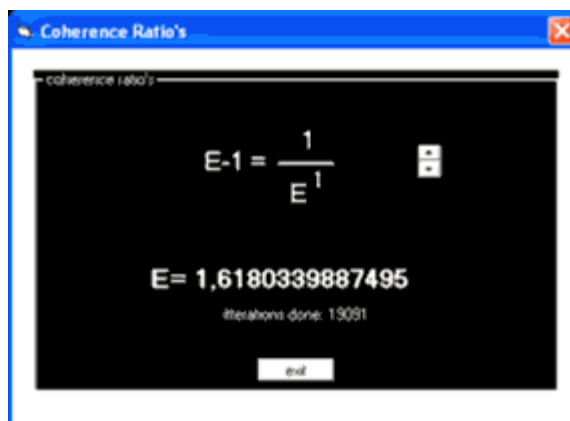 Coherence Ratio's
coherence ratio's
E-1 = 1
E 1
E= 1,6180339887495
itterations done: 19091
exit